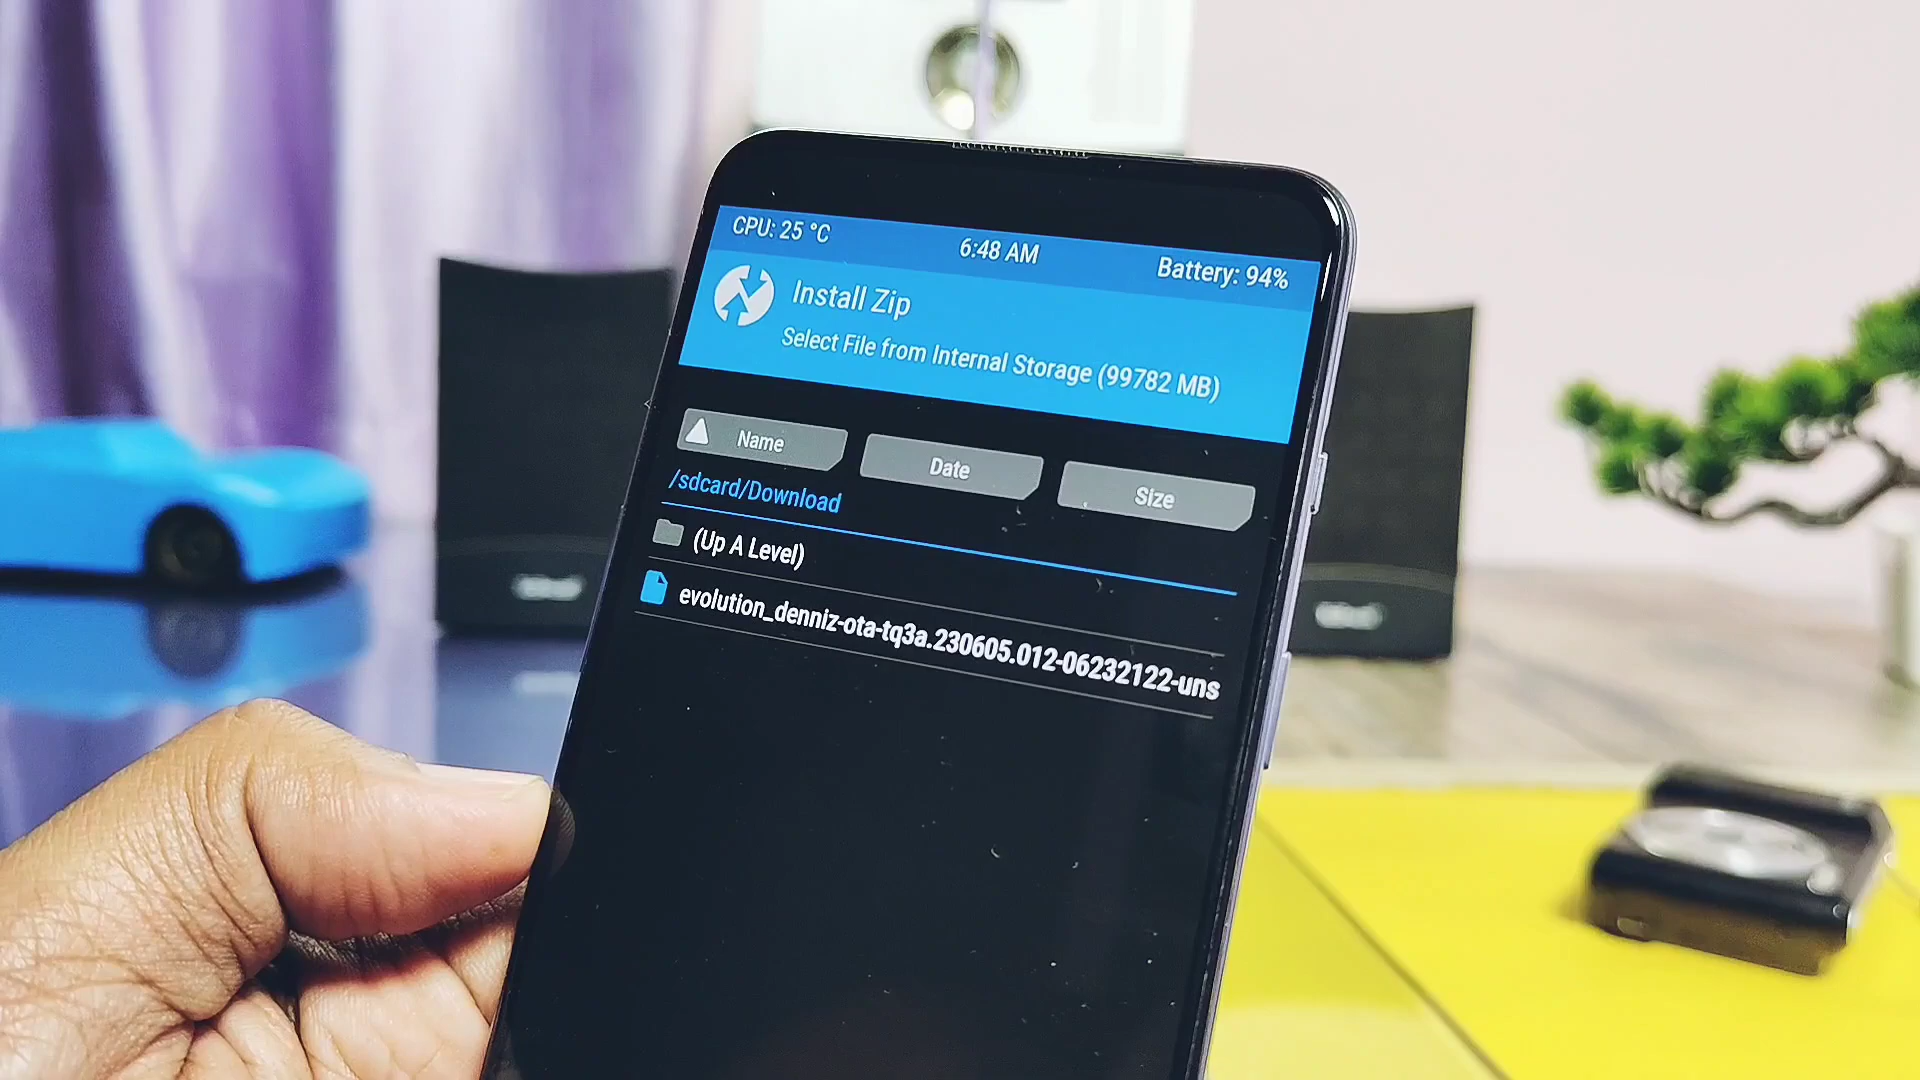 CPU: 25 °C
6:48 AM
Battery: 94%
Install Zip
Select File from Internal Storage (99782 MB)
Name
Date
Size
/sdcard/Download
(Up A Level)
evolution_denniz-ota-tq3a.230605.012-06232122-uns